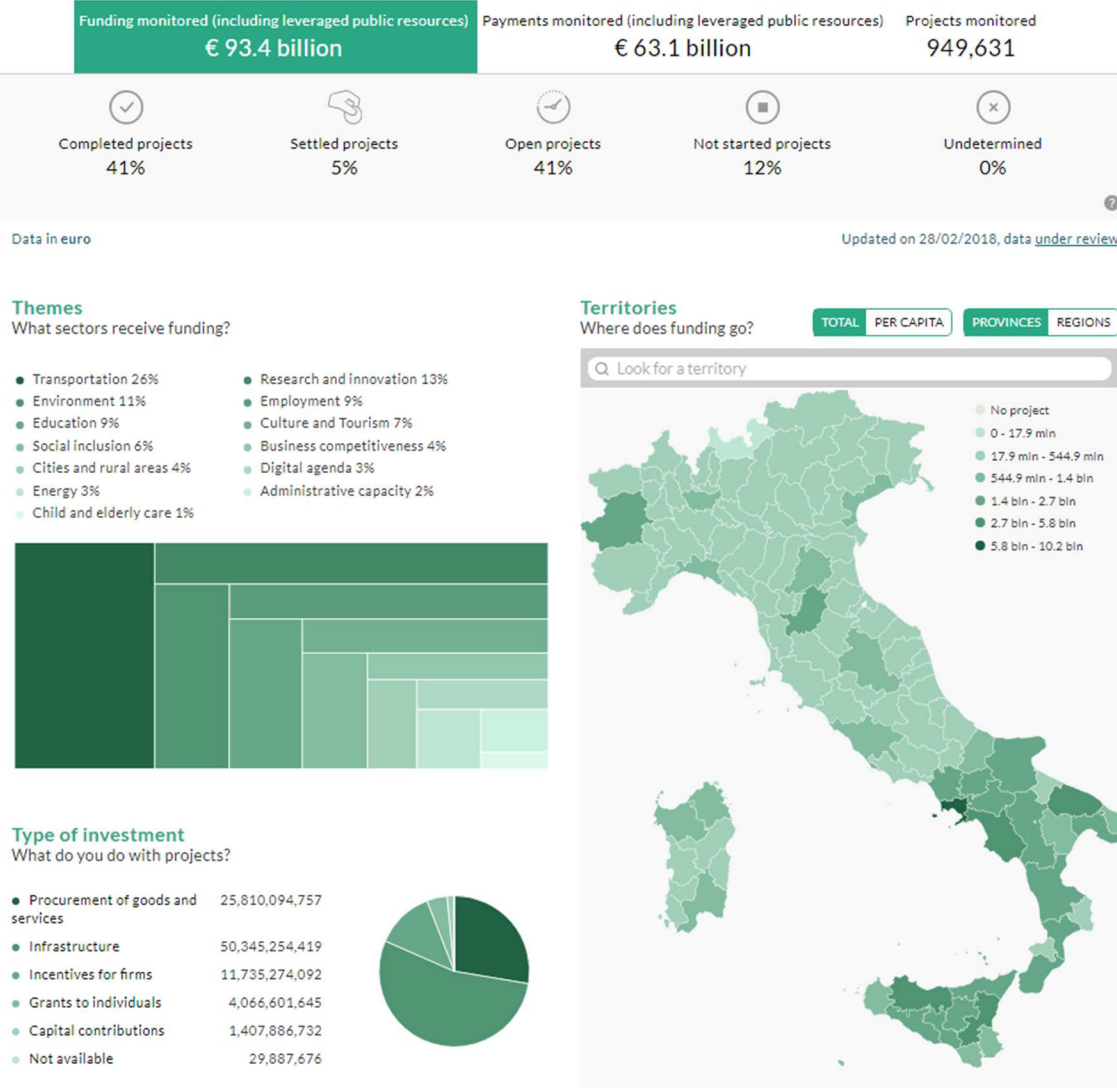 Funding monitored (including leveraged public resources)
€ 93.4 billion
Payments monitored (including leveraged public resources)
€ 63.1 billion
Projects monitored
949,631
Completed projects
41%
Settled projects
5%
Open projects
41%
Not started projects
12%
Undetermined
0%
?
Data in euro
Updated on 28/02/2018, data under review
Themes
What sectors receive funding?
Transportation 26%
Environment 11%
Education 9%
Social inclusion 6%
Cities and rural areas 4%
Energy 3%
Child and elderly care 1%
Research and innovation 13%
Employment 9%
Culture and Tourism 7%
Business competitiveness 4%
Digital agenda 3%
Administrative capacity 2%
Territories
Where does funding go?
TOTAL PER CAPITA
PROVINCES REGIONS
Look for a territory
No project
0 - 17.9 mln
17.9 mln - 544.9 mln
544.9 mln - 1.4 bln
1.4 bln - 2.7 bln
2.7 bln - 5.8 bln
5.8 bln - 10.2 bln
Type of investment
What do you do with projects?
Procurement of goods and 25,810,094,757
services
Infrastructure 50,345,254,419
Incentives for firms 11,735,274,092
Grants to individuals 4,066,601,645
Capital contributions 1,407,886,732
Not available 29,887,676